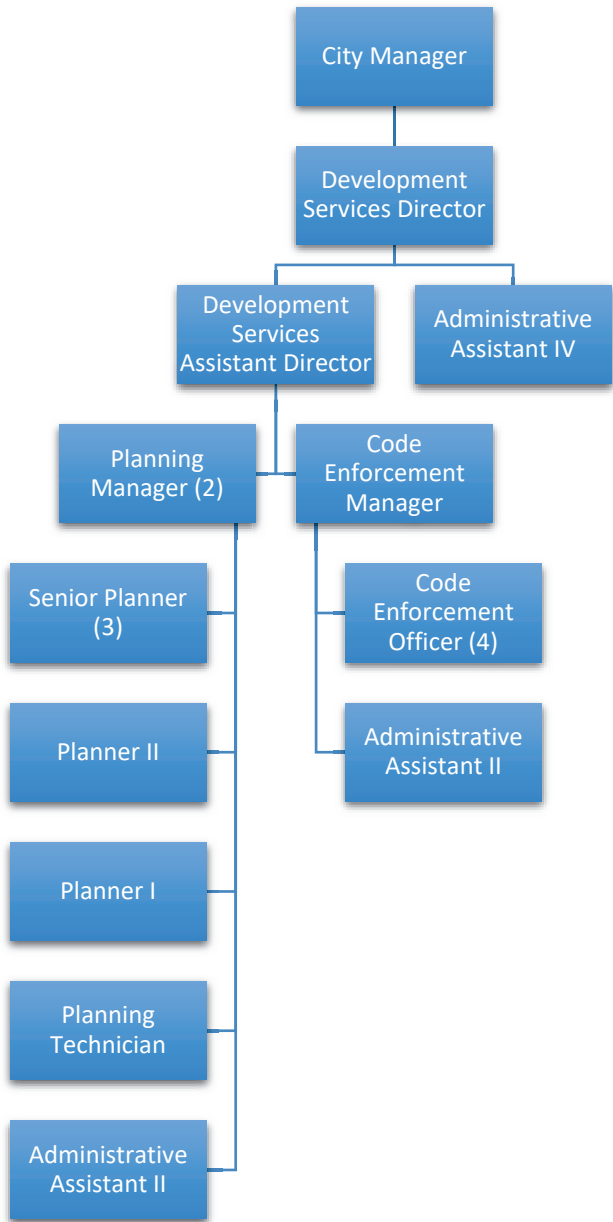 City Manager
Development
Services Director
Development
Services
Assistant Director
Administrative
Assistant IV
Planning
Manager (2)
Code
Enforcement
Manager
Senior Planner
(3)
Code
Enforcement
Officer (4)
Planner II
Administrative
Assistant II
Planner I
Planning
Technician
Administrative
Assistant II